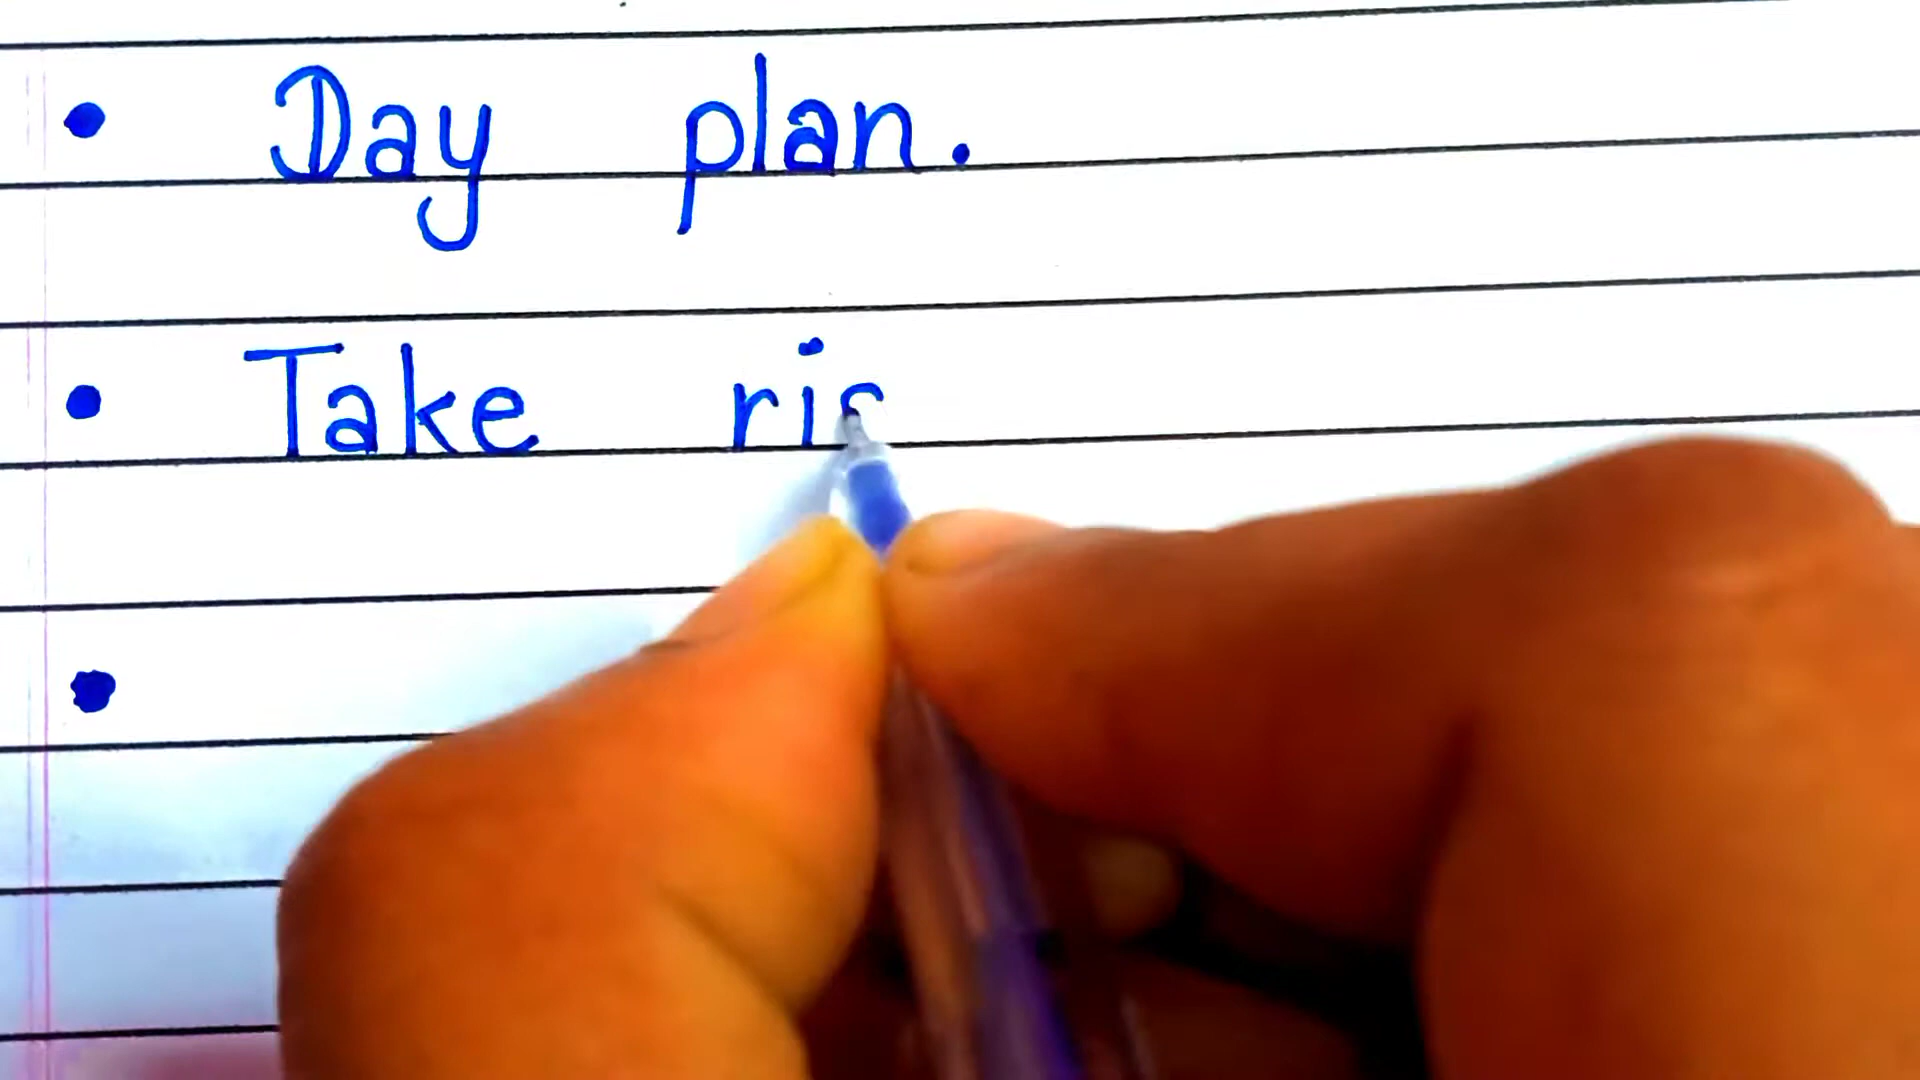 • Day plan.
• Take ris
•